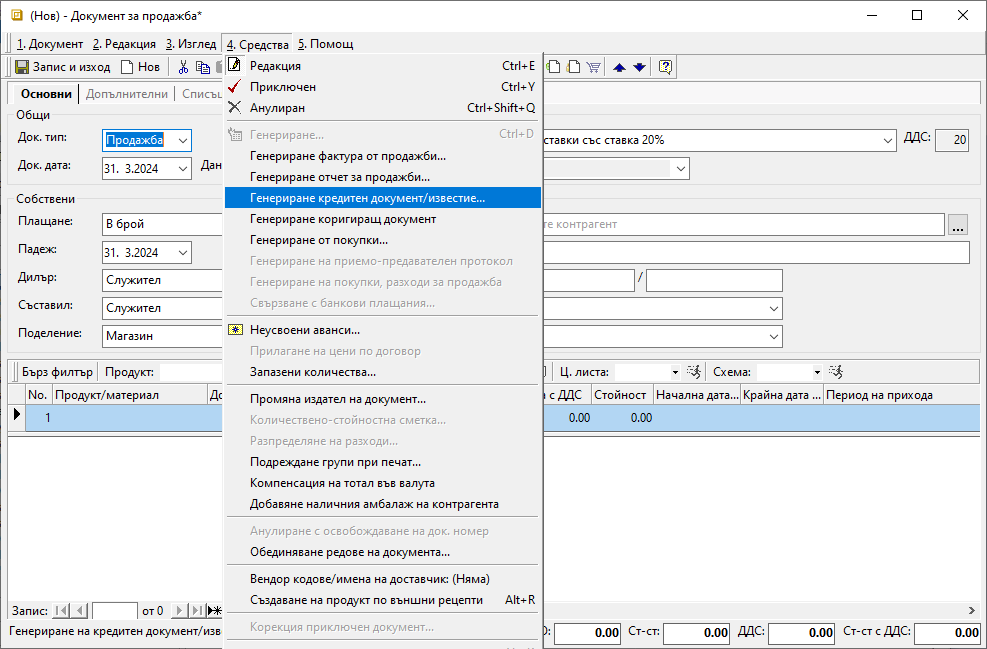 (Нов) - Документ за продажба*
1. Документ 2. Редакция 3. Изглед 4. Средства 5. Помощ
Запис и изход Нов
Основни Допълнителни
Общи
Док. тип: Продажба
ставки със ставка 20% ДДС: 20
Док. дата: 31. 3.2024
Собствени
Плащане: В брой
контрагент ...
Падеж: 31. 3.2024
Дилър: Служител /
Съставил: Служител
Поделение: Магазин
Бърз филтър Продукт: Ц. листа: Схема:
No. Продукт/материал с ДДС Стойност Начална дата... Крайна дата ... Период на прихода
1 0.00 0.00
Редакция Ctrl+E
Приключен Ctrl+Y
Анулиран Ctrl+Shift+Q
Генериране... Ctrl+D
Генериране фактура от продажби...
Генериране отчет за продажби...
Генериране кредитен документ/известие...
Генериране коригиращ документ
Генериране от покупки...
Генериране на приемо-предавателен протокол
Генериране на покупки, разходи за продажба
Свързване с банкови плащания...
Неусвоени аванси...
Прилагане на цени по договор
Запазени количества...
Промяна издател на документ...
Количествено-стойностна сметка...
Разпределяне на разходи...
Подреждане групи при печат...
Компенсация на тотал във валута
Добавяне наличния амбалаж на контрагента
Анулиране с освобождаване на док. номер
Обединяване редове на документа...
Вендор кодове/имена на доставчик: (Няма)
Създаване на продукт по външни рецепти Alt+R
Корекция приключен документ...
Запис: от 0
Генериране на кредитен документ/изв
0.00 Ст-ст: 0.00 ДДС: 0.00 Ст-ст с ДДС: 0.00